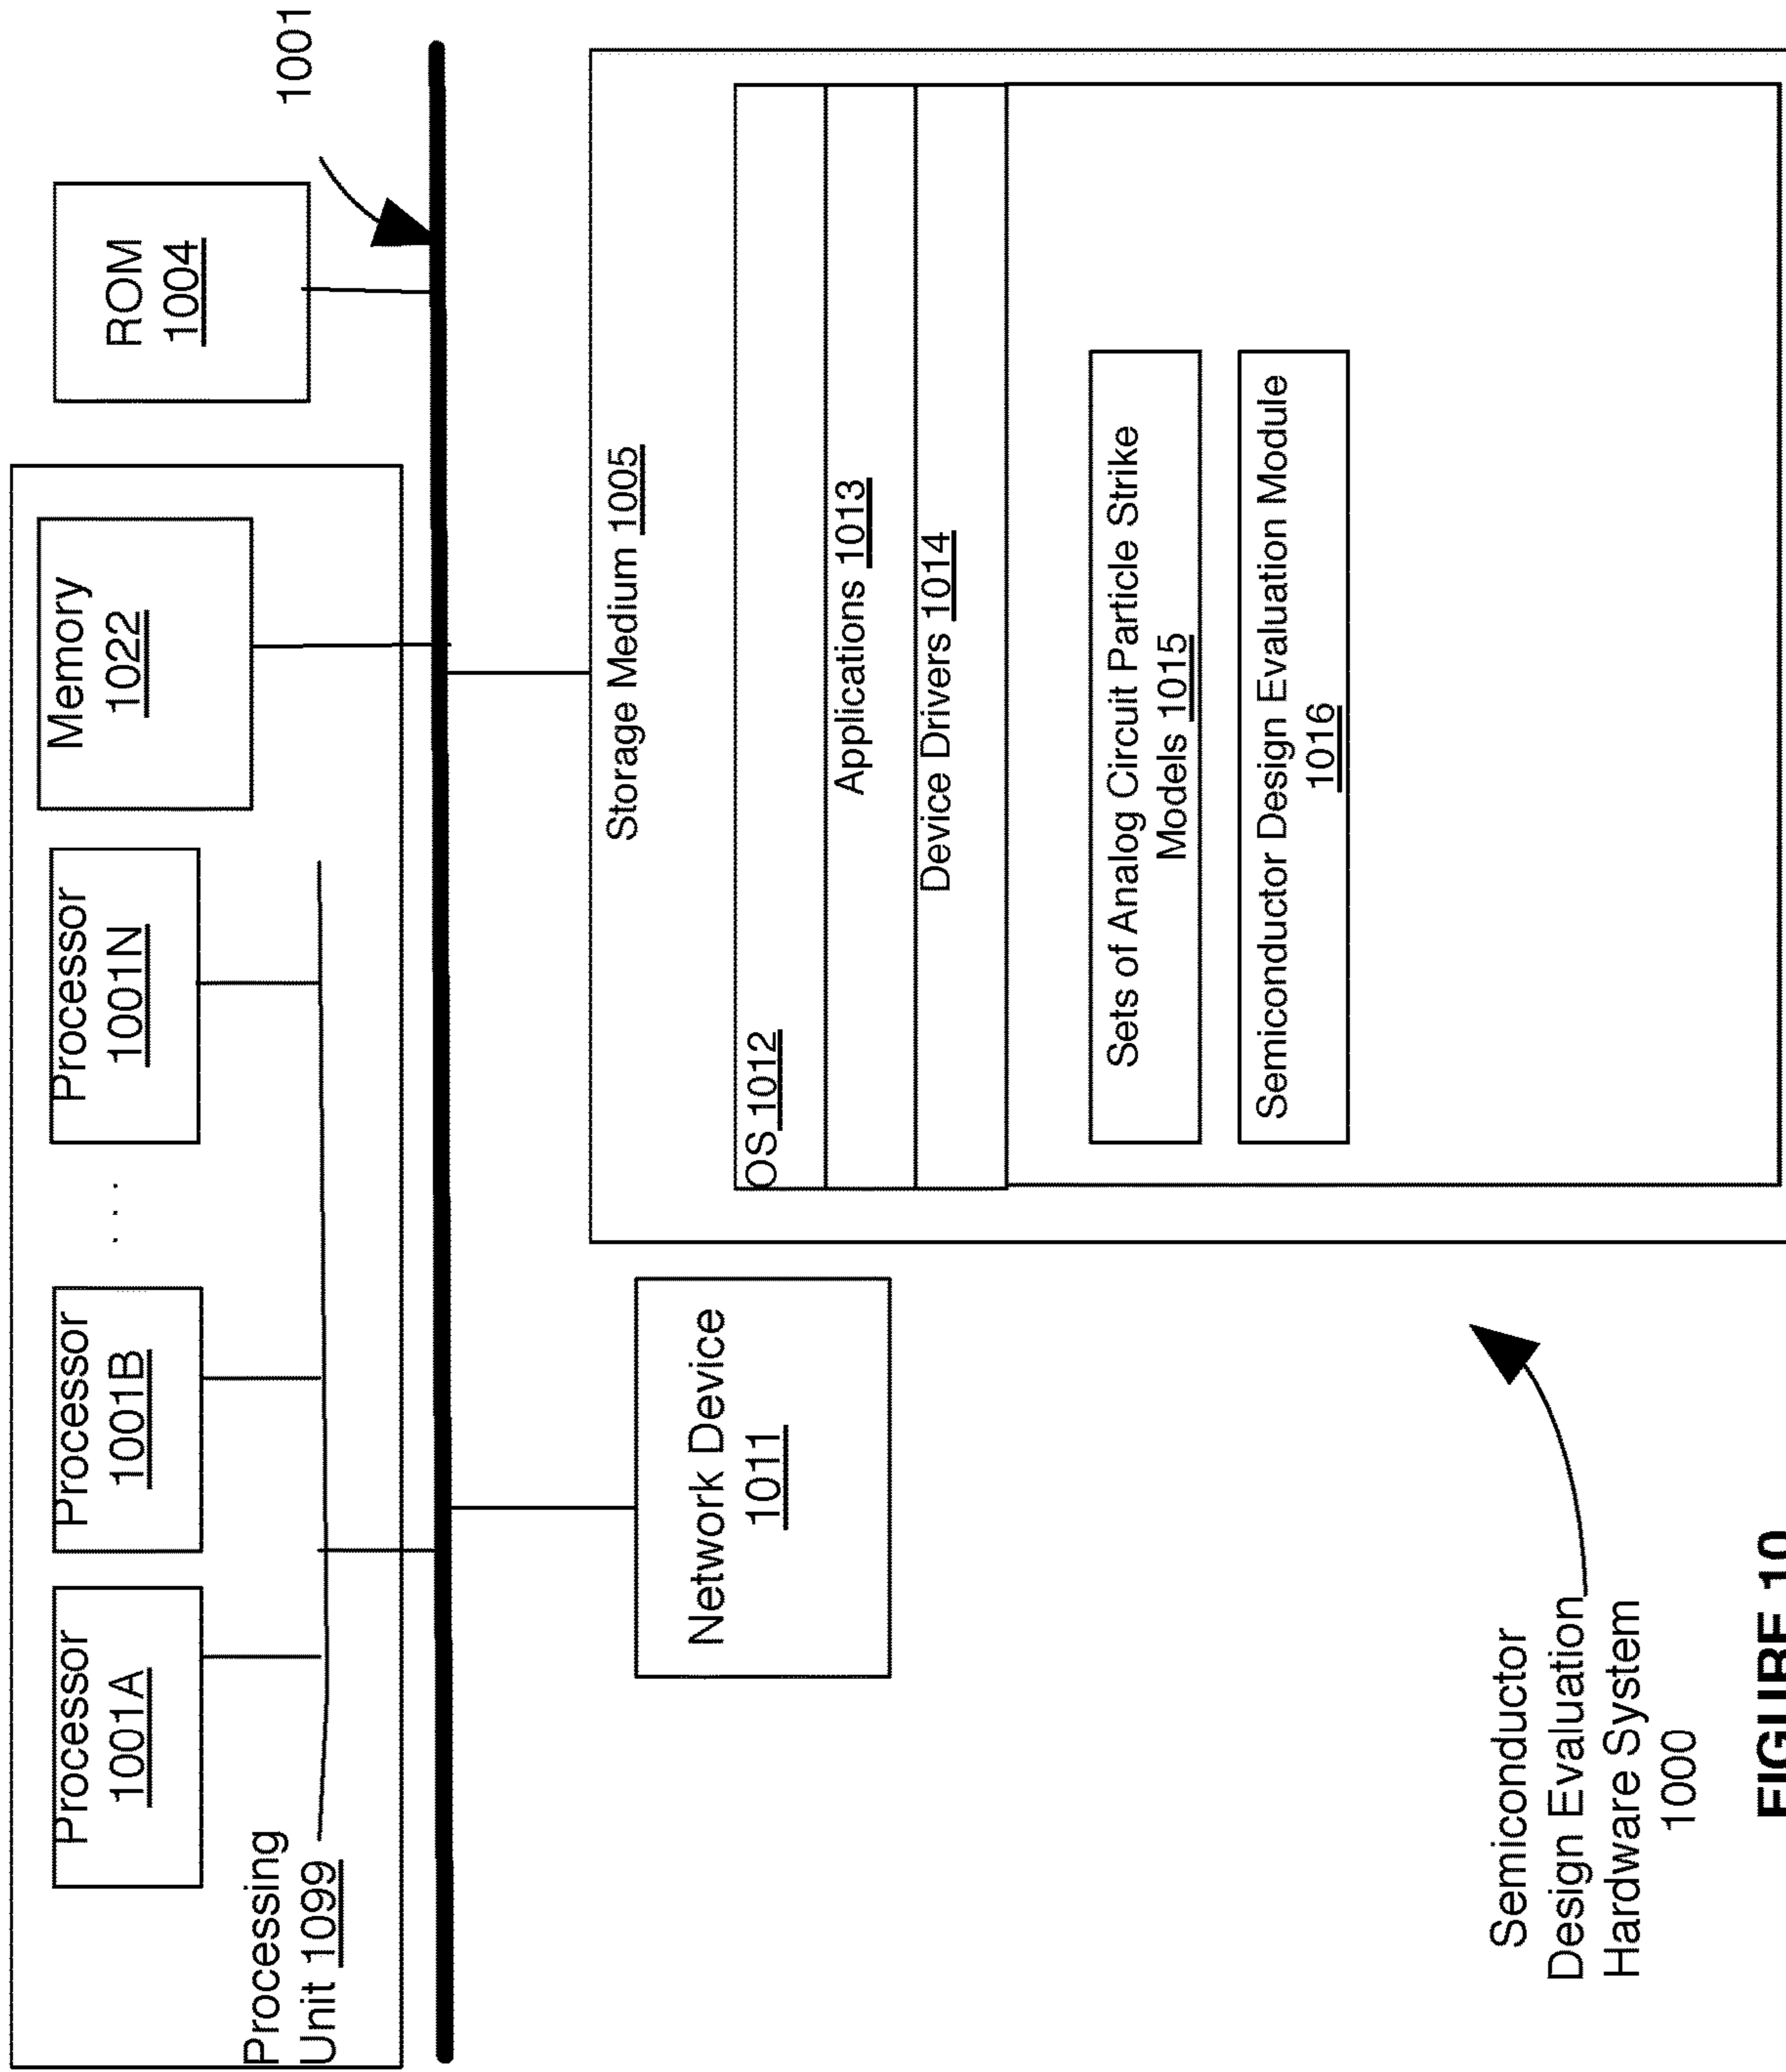 Processor
1001A
Processor
1001B
. . .
Processor
1001N
Memory
1022
ROM
1004
Processing
Unit 1099
1001
Network Device
1011
Storage Medium 1005
OS 1012
Applications 1013
Device Drivers 1014
Sets of Analog Circuit Particle Strike
Models 1015
Semiconductor Design Evaluation Module
1016
Semiconductor
Design Evaluation
Hardware System
1000
FIGURE 10